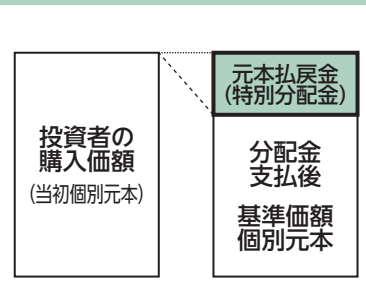 投資者の
購入価額
(当初個別元本)
元本払戻金
(特別分配金)
分配金
支払後
基準価額
個別元本